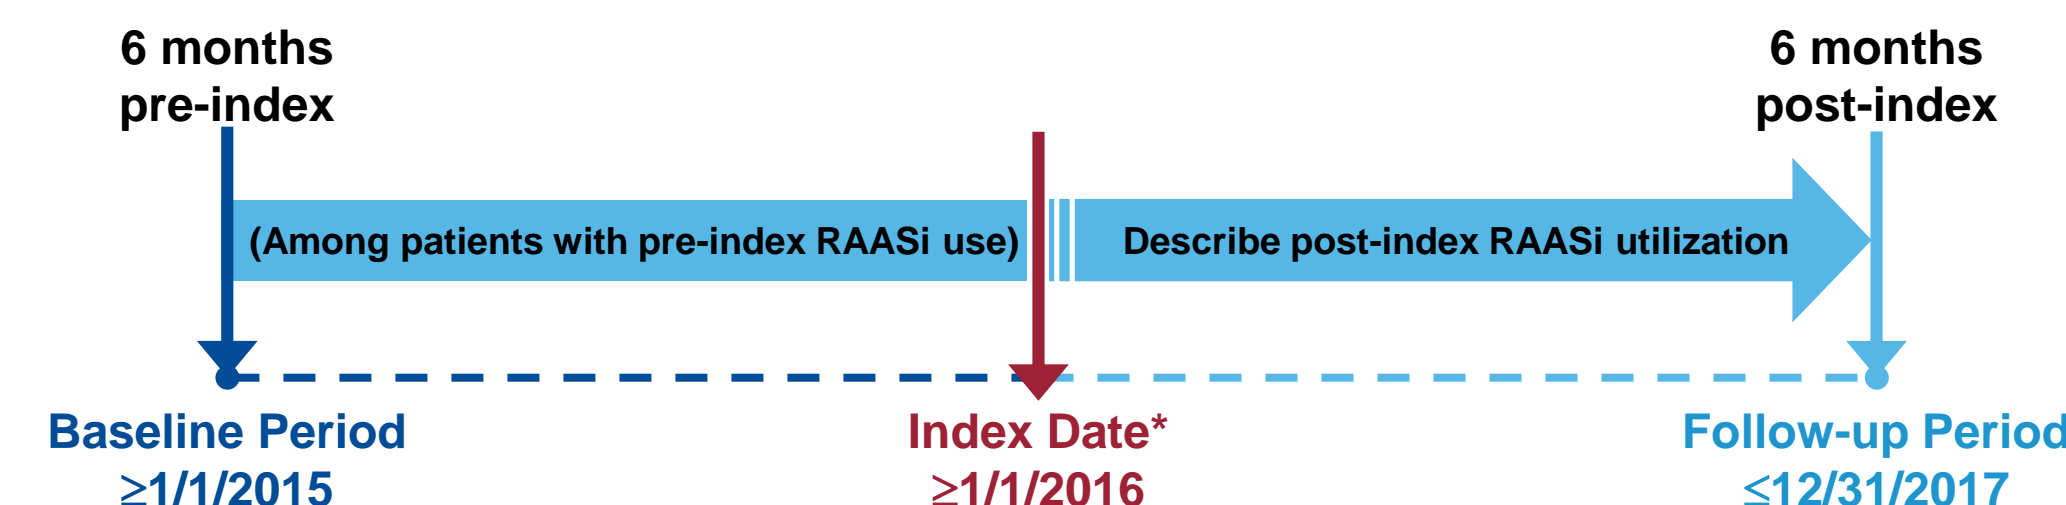 6 months
pre-index
6 months
post-index
(Among patients with pre-index RAASi use)
Describe post-index RAASi utilization
Baseline Period
≥1/1/2015
Index Date*
≥1/1/2016
Follow-up Period
≤12/31/2017